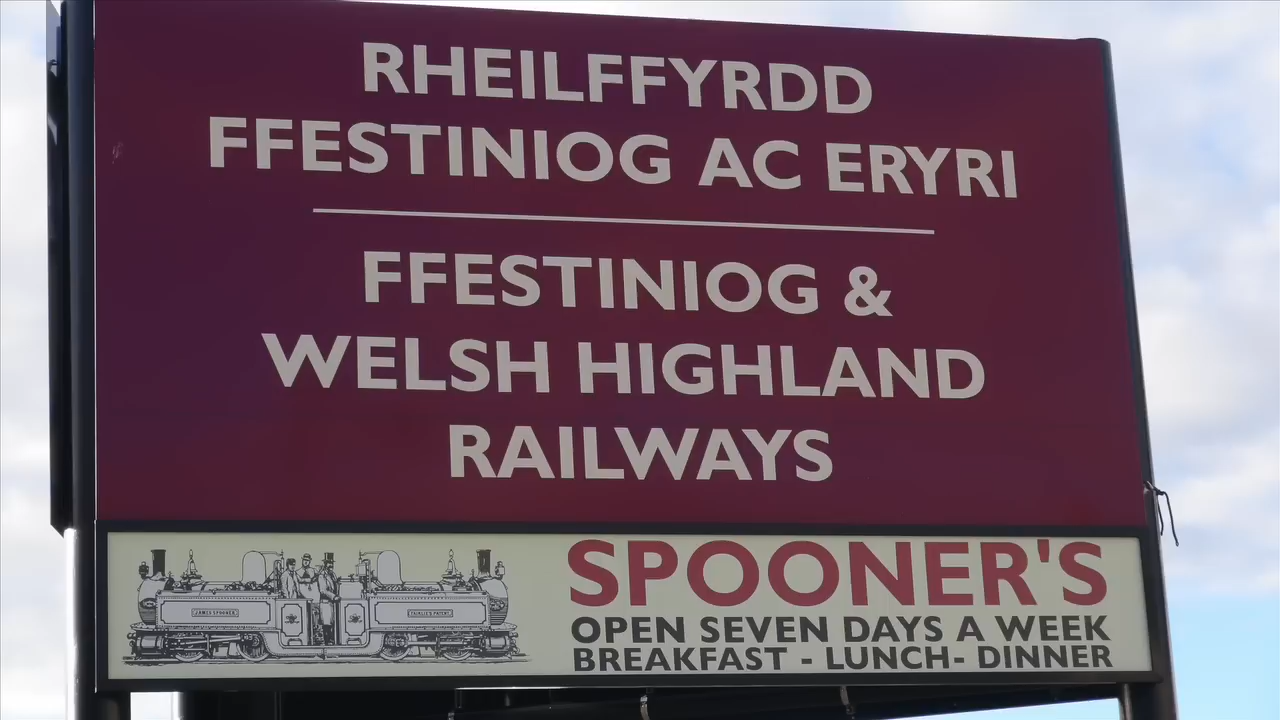 RHEILFFYRDD
FFESTINIOG AC ERYRI
FFESTINIOG &
WELSH HIGHLAND
RAILWAYS
JAMES SPOONER
FAIRLIE'S PATENT
SPOONER'S
OPEN SEVEN DAYS A WEEK
BREAKFAST - LUNCH- DINNER